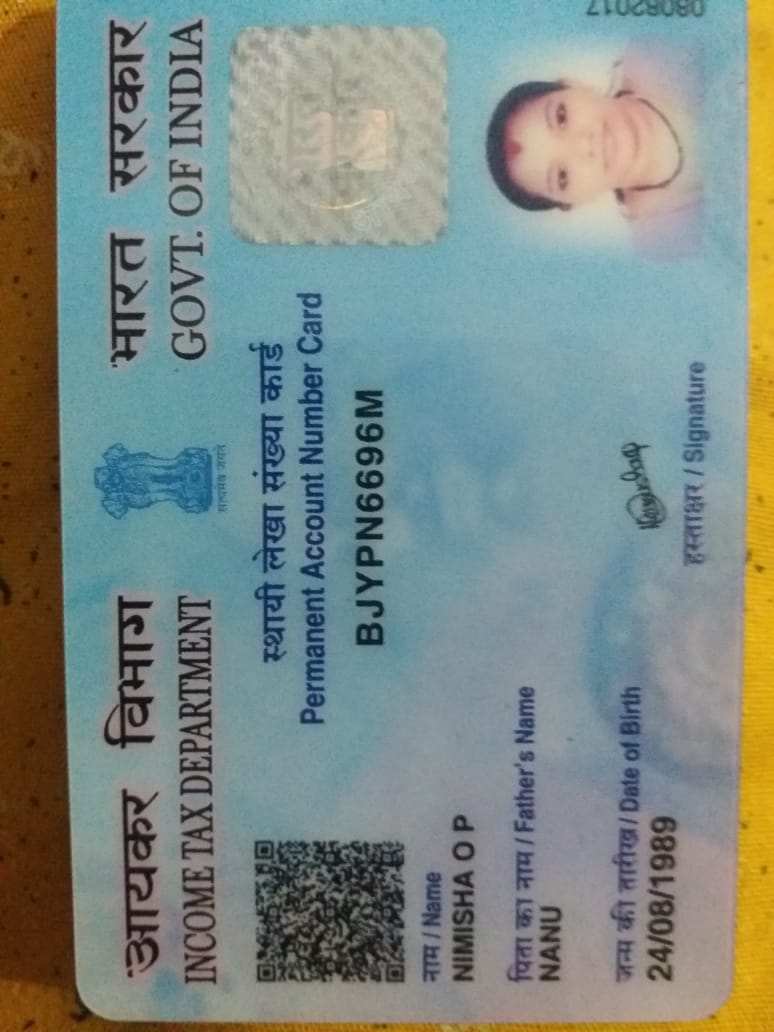 आयकर विभाग
INCOME TAX DEPARTMENT
सत्यमेव जयते
भारत सरकार
GOVT. OF INDIA
स्थायी लेखा संख्या कार्ड
Permanent Account Number Card
BJYPN6696M
नाम / Name
NIMISHA O P
पिता का नाम / Father's Name
NANU
जन्म की तारीख / Date of Birth
24/08/1989
हस्ताक्षर / Signature
08082017